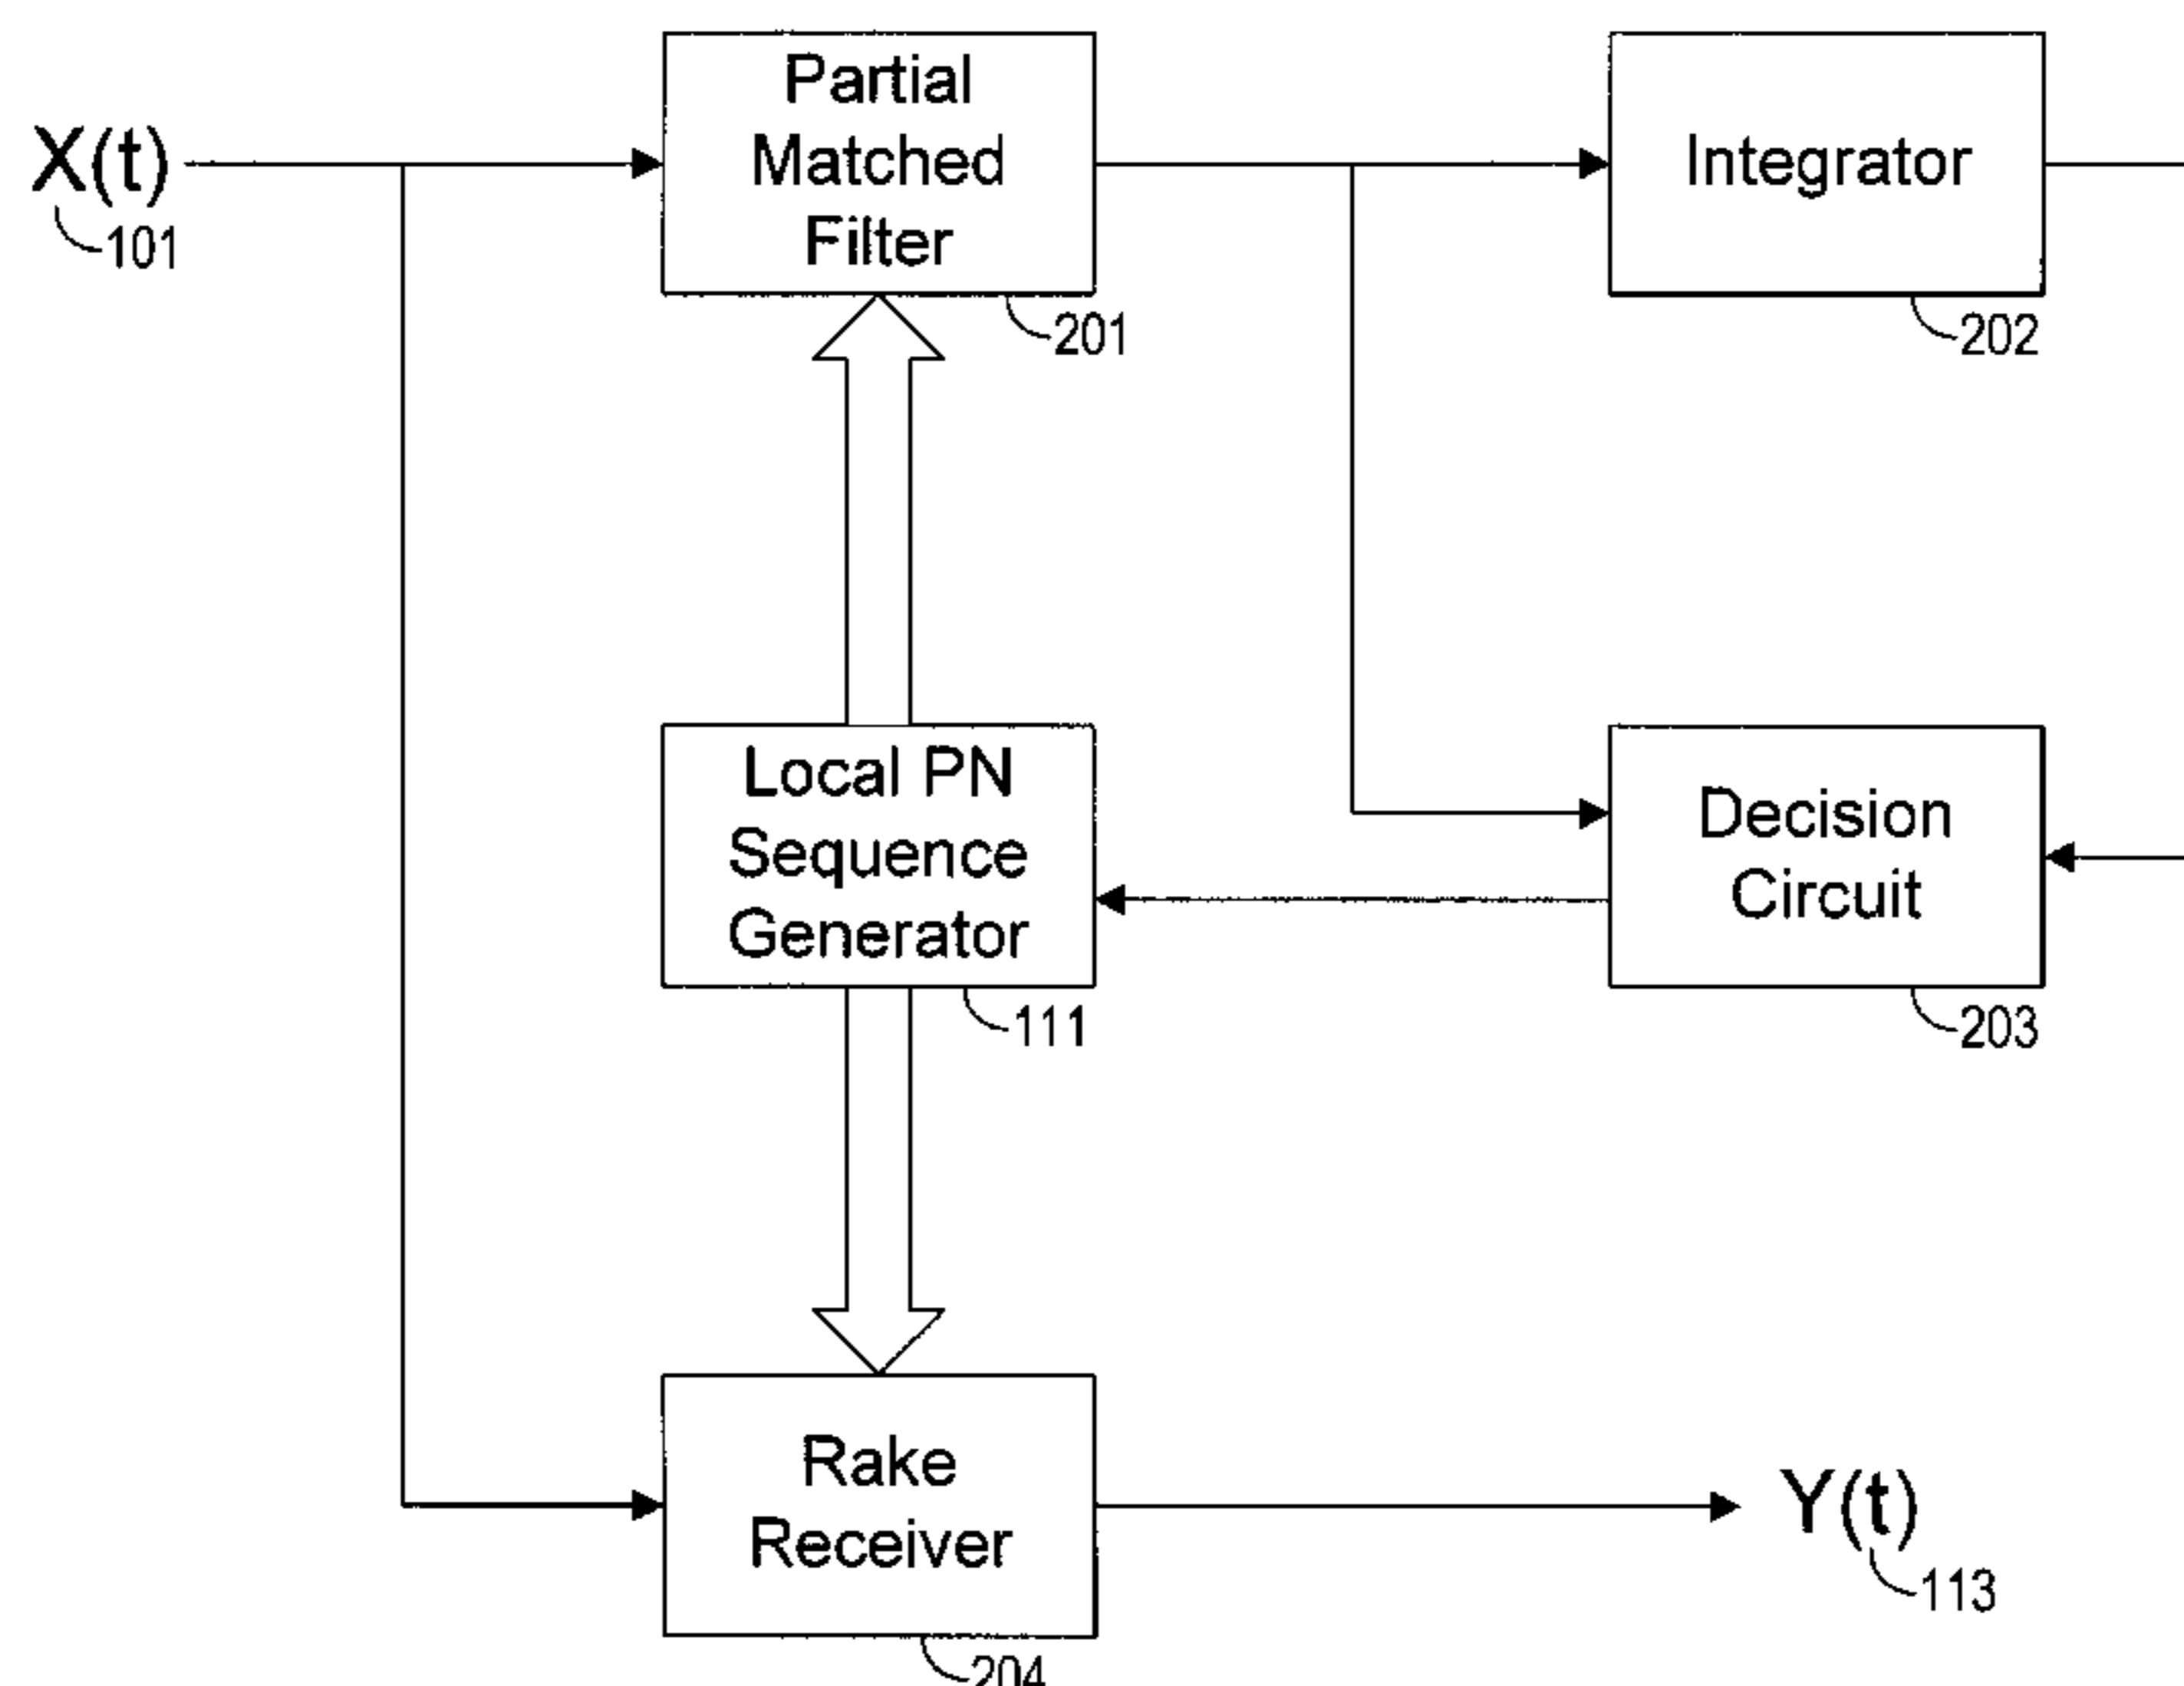 Partial
Matched
Filter
201
X(t)
101
Integrator
202
Local PN
Sequence
Generator
111
Decision
Circuit
203
Rake
Receiver
204
Y(t)
113